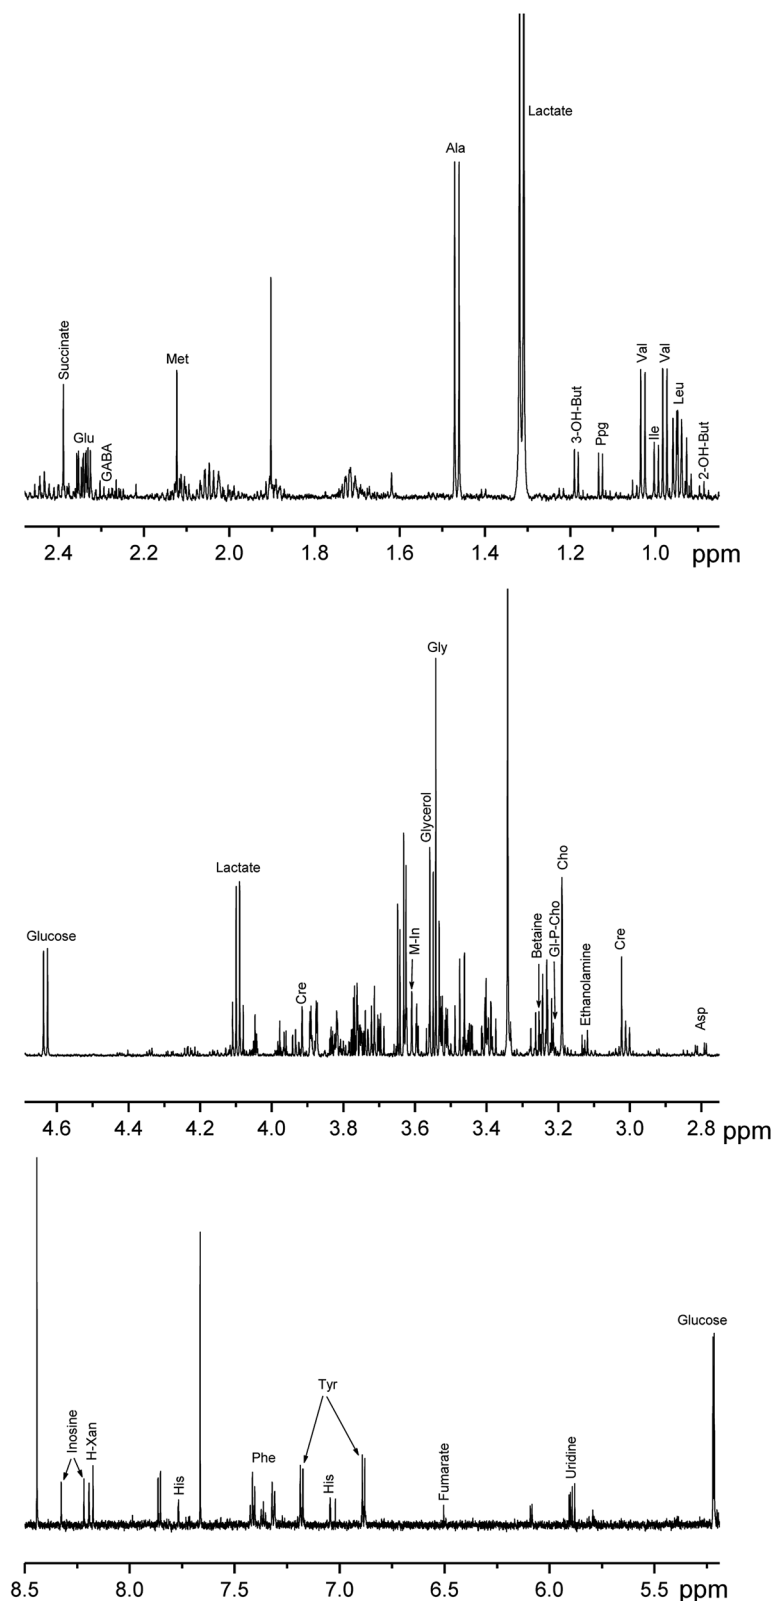 Lactate
Ala
Succinate
Met
Glu
GABA
3-OH-But
Ppg
Val
Ile
Val
Leu
2-OH-But
2.4 2.2 2.0 1.8 1.6 1.4 1.2 1.0 ppm
Gly
Glycerol
Lactate
M-In
Betaine
Gl-P-Cho
Cho
Glucose
Cre
Ethanolamine
Cre
Asp
4.6 4.4 4.2 4.0 3.8 3.6 3.4 3.2 3.0 2.8 ppm
Glucose
Tyr
Inosine
H-Xan
His
Phe
His
Fumarate
Uridine
8.5 8.0 7.5 7.0 6.5 6.0 5.5 ppm